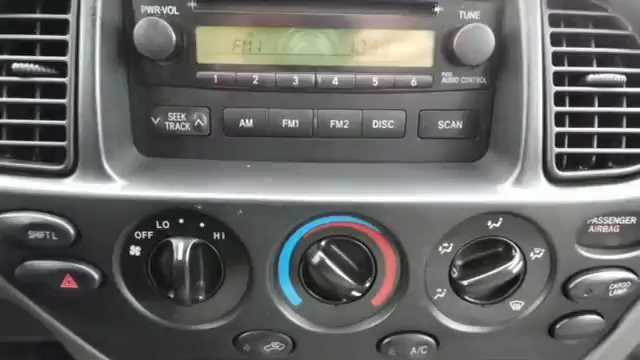 PWR·VOL
TUNE
FM1
1 2 3 4 5 6
PUSH AUDIO CONTROL
SEEK
TRACK
AM FM1 FM2 DISC SCAN
SHIFT L
OFF LO HI
PASSENGER
AIRBAG
CARGO
LAMP
A/C